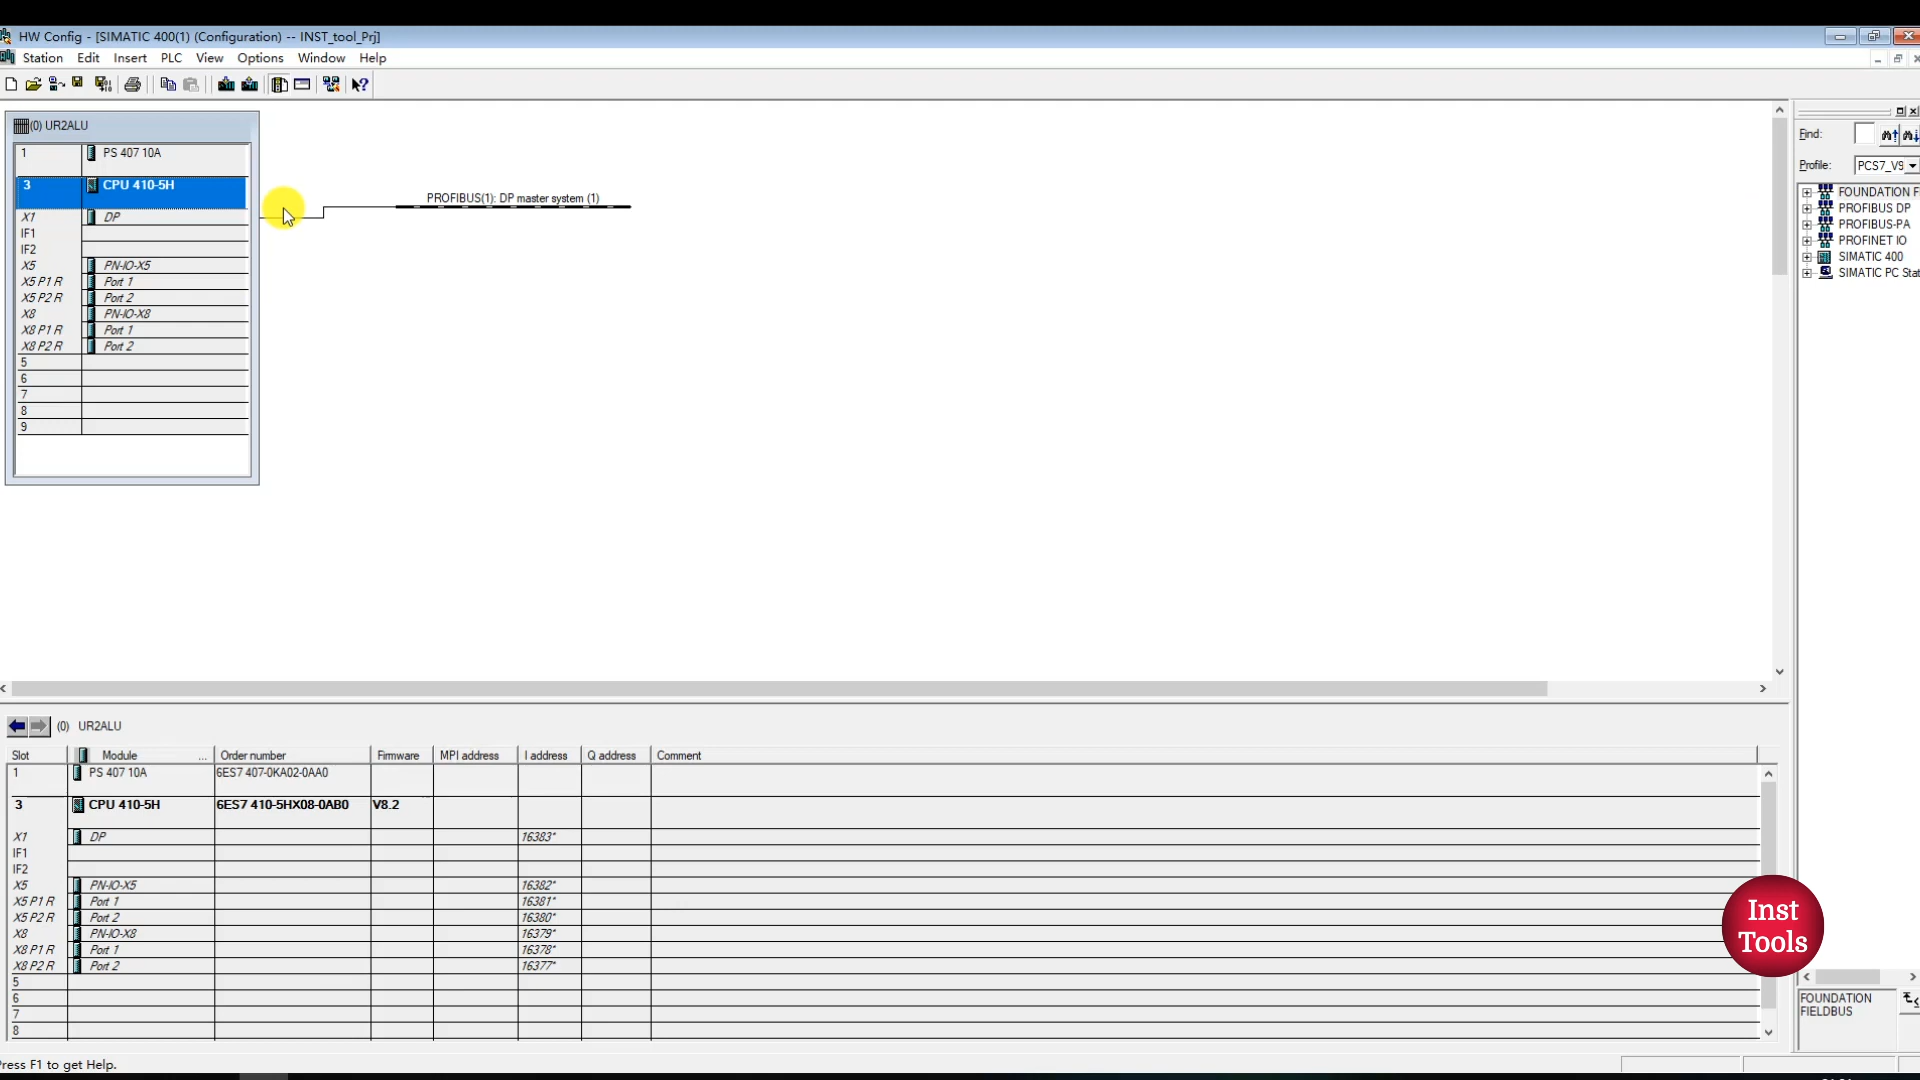 HW Config - [SIMATIC 400(1) (Configuration) -- INST_tool_Prj]
Station Edit Insert PLC View Options Window Help
(0) UR2ALU
1 PS 407 10A
3 CPU 410-5H
X1 DP
IF1
IF2
X5 PN-IO-X5
X5 P1 R Port 1
X5 P2 R Port 2
X8 PN-IO-X8
X8 P1 R Port 1
X8 P2 R Port 2
5
6
7
8
9
PROFIBUS(1): DP master system (1)
Find:
Profile: PCS7_V9
FOUNDATION F
PROFIBUS DP
PROFIBUS-PA
PROFINET IO
SIMATIC 400
SIMATIC PC Stat
(0) UR2ALU
Slot Module ... Order number Firmware MPI address I address Q address Comment
1 PS 407 10A 6ES7 407-0KA02-0AA0
3 CPU 410-5H 6ES7 410-5HX08-0AB0 V8.2
X1 DP 16383*
IF1
IF2
X5 PN-IO-X5 16382*
X5 P1 R Port 1 16381*
X5 P2 R Port 2 16380*
X8 PN-IO-X8 16379*
X8 P1 R Port 1 16378*
X8 P2 R Port 2 16377*
5
6
7
8
Inst
Tools
FOUNDATION
FIELDBUS
Press F1 to get Help.